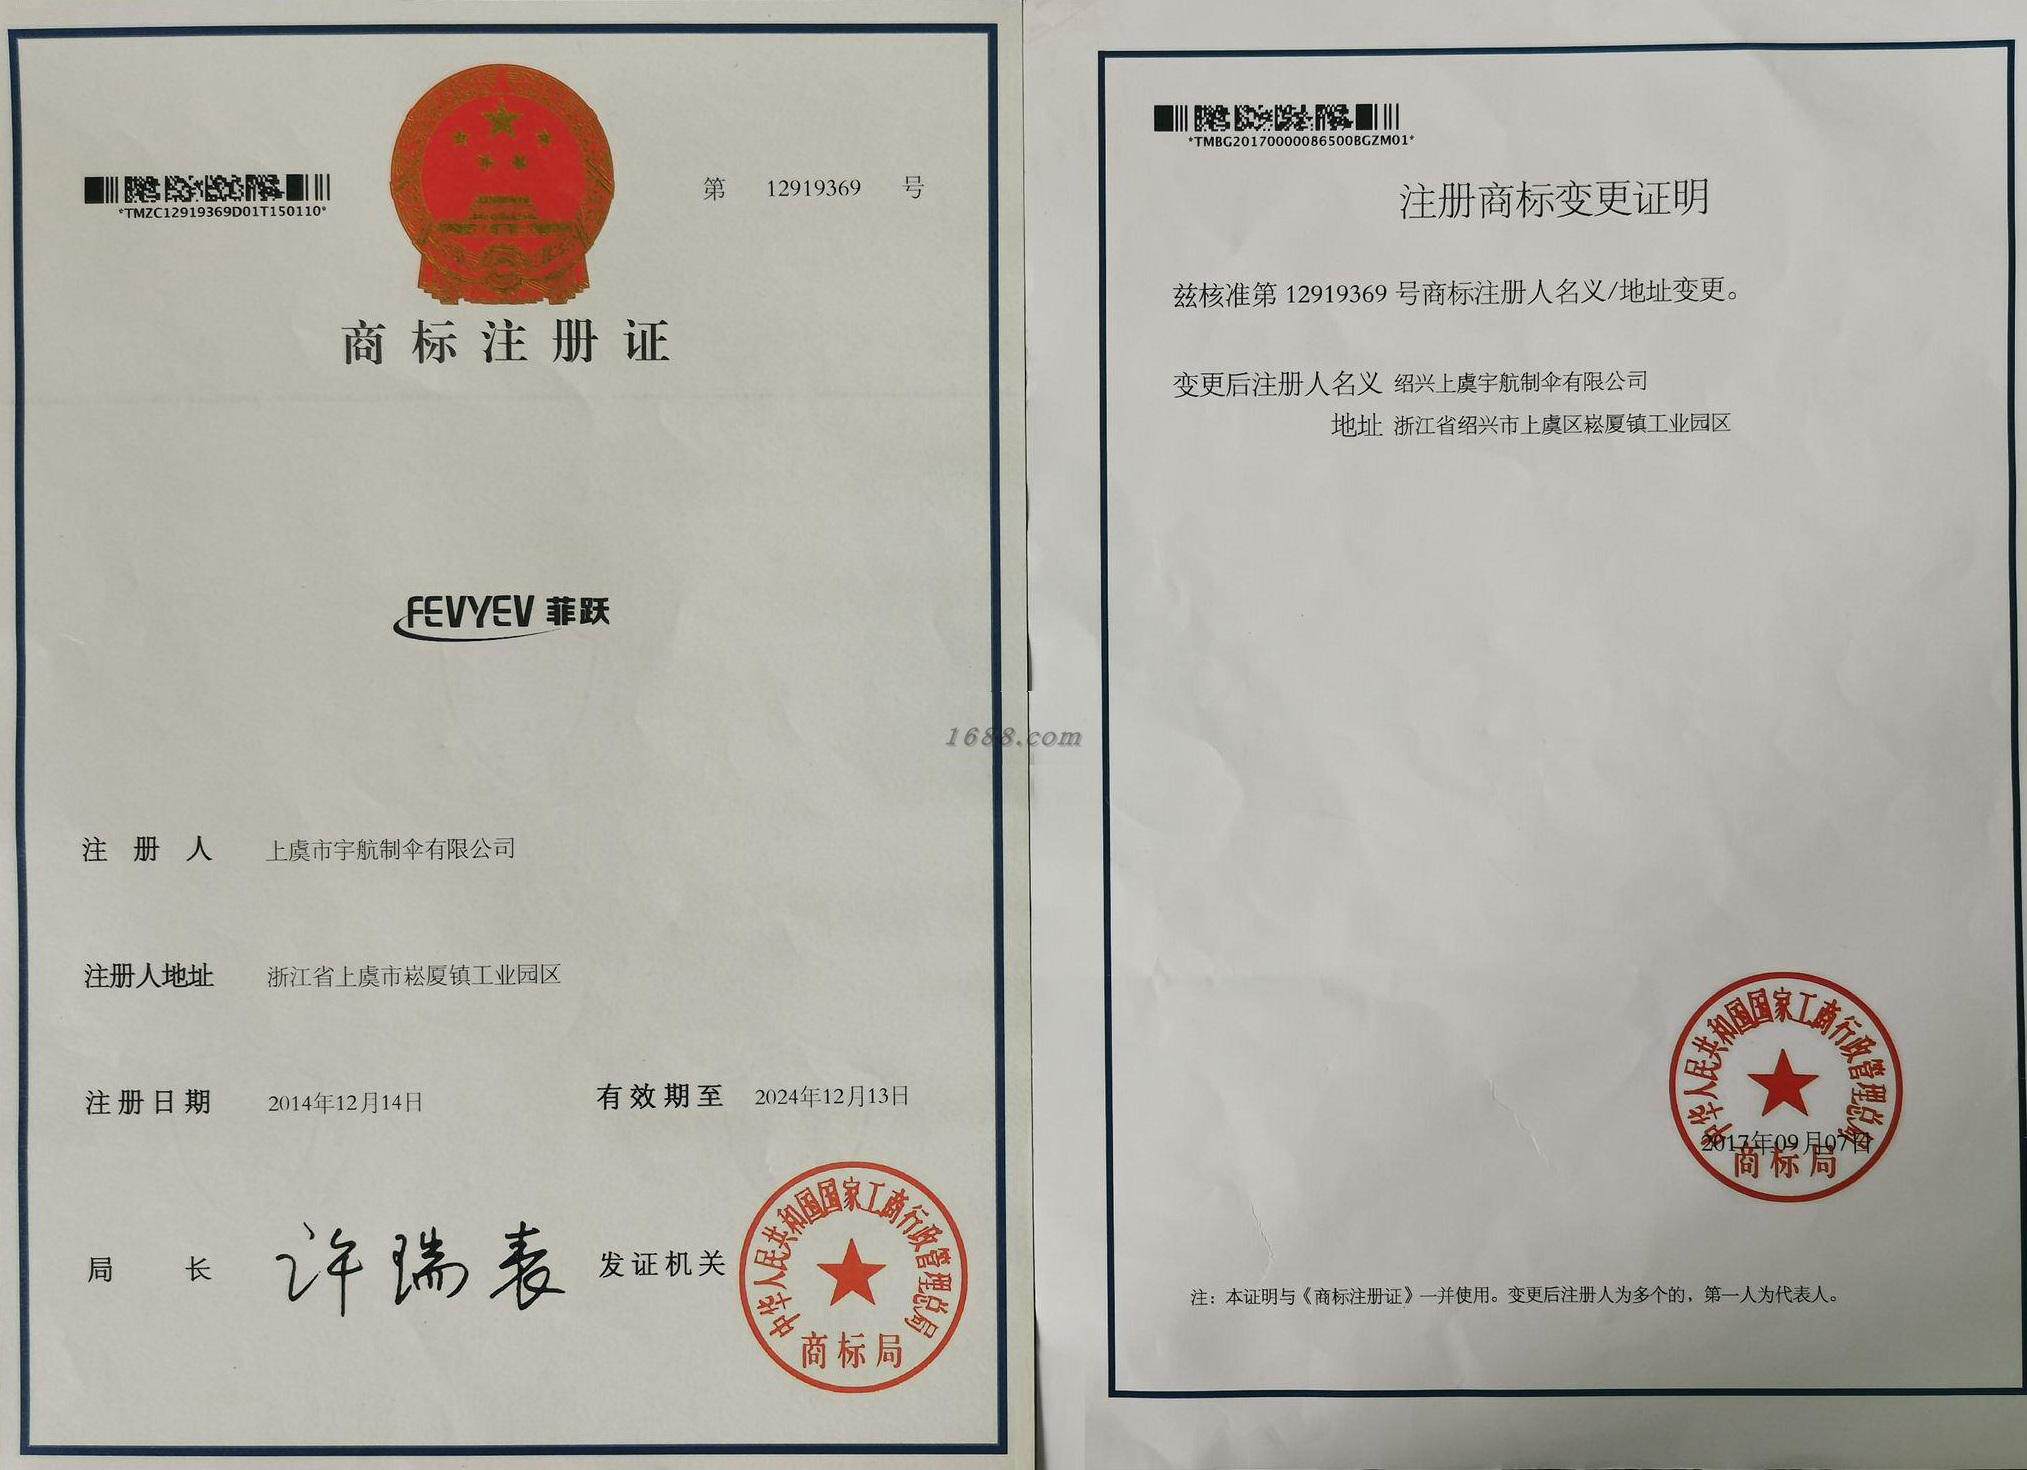 *TMZC12919369D01T150110*
第 12919369 号
商标注册证
FEVYEV 菲跃
注册人 上虞市宇航制伞有限公司
注册人地址 浙江省上虞市崧厦镇工业园区
注册日期 2014年12月14日 有效期至 2024年12月13日
局长 许瑞表 发证机关
中华人民共和国国家工商行政管理总局
商标局
1688.com
*TMBG20170000086500BGZM01*
注册商标变更证明
兹核准第 12919369 号商标注册人名义/地址变更。
变更后注册人名义 绍兴上虞宇航制伞有限公司
地址 浙江省绍兴市上虞区崧厦镇工业园区
中华人民共和国国家工商行政管理总局
2017年09月07日
商标局
注：本证明与《商标注册证》一并使用。变更后注册人为多个的，第一人为代表人。